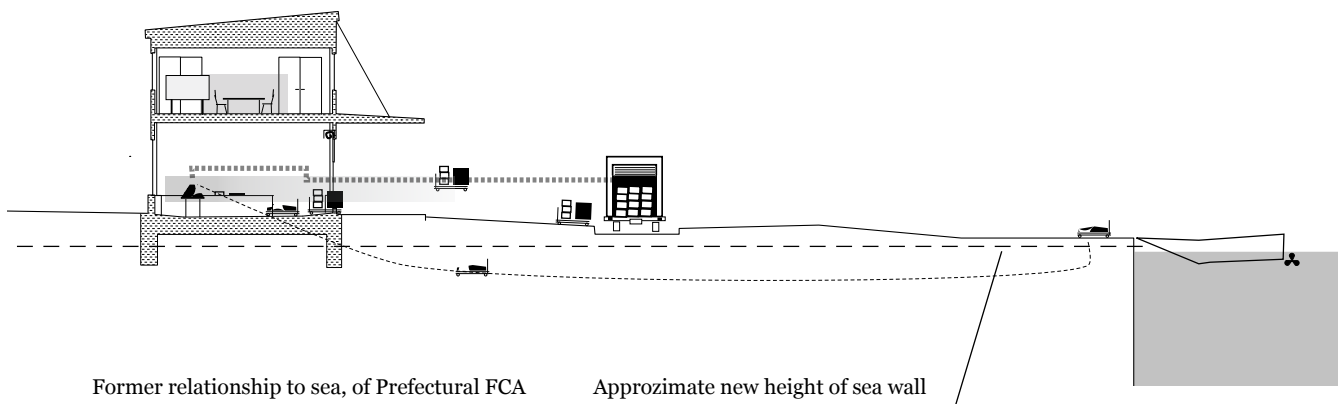 Former relationship to sea, of Prefectural FCA
Approzimate new height of sea wall